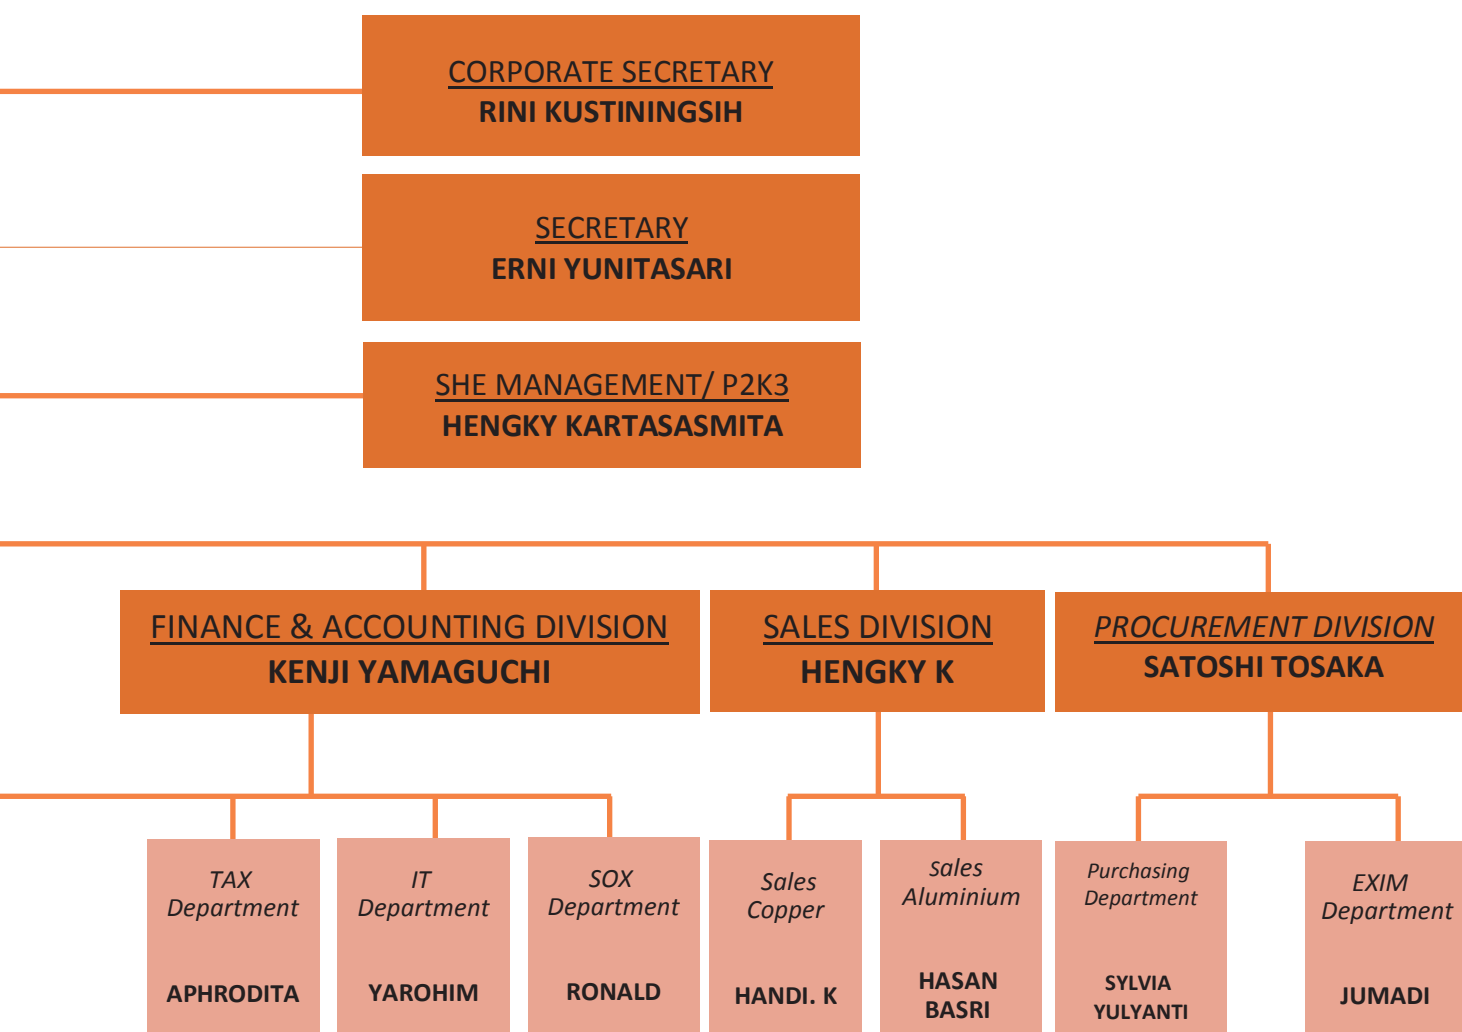 CORPORATE SECRETARY
RINI KUSTININGSIH
SECRETARY
ERNI YUNITASARI
SHE MANAGEMENT/ P2K3
HENGKY KARTASASMITA
FINANCE & ACCOUNTING DIVISION
KENJI YAMAGUCHI
SALES DIVISION
HENGKY K
PROCUREMENT DIVISION
SATOSHI TOSAKA
TAX
Department
APHRODITA
IT
Department
YAROHIM
SOX
Department
RONALD
Sales
Copper
HANDI. K
Sales
Aluminium
HASAN
BASRI
Purchasing
Department
SYLVIA
YULYANTI
EXIM
Department
JUMADI